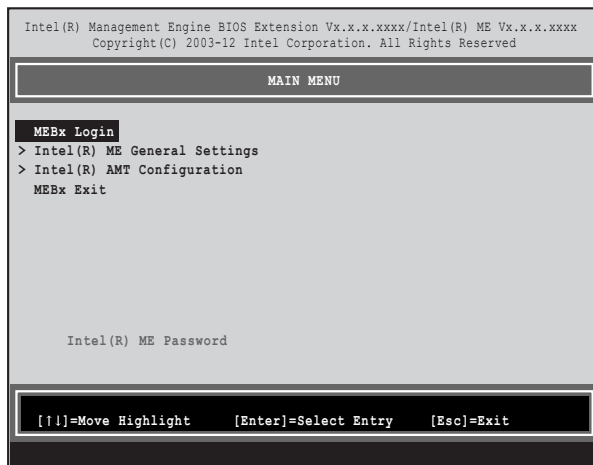 Intel(R) Management Engine BIOS Extension Vx.x.x.xxxx/Intel(R) ME Vx.x.x.xxxx
Copyright(C) 2003-12 Intel Corporation. All Rights Reserved
MAIN MENU
MEBx Login
> Intel(R) ME General Settings
> Intel(R) AMT Configuration
MEBx Exit
Intel(R) ME Password
[↑↓]=Move Highlight [Enter]=Select Entry [Esc]=Exit